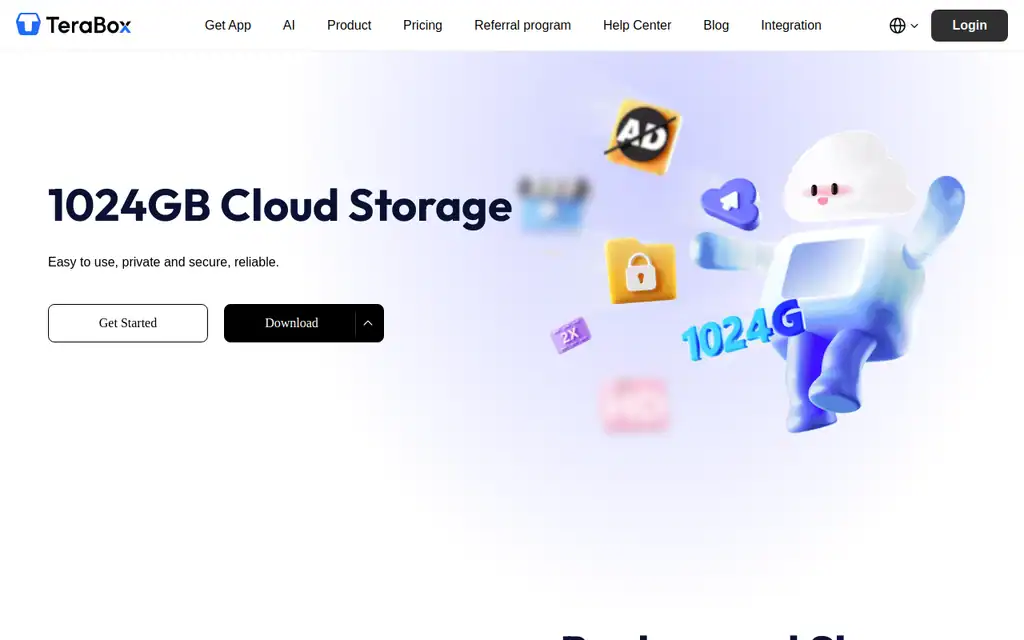 TeraBox
Get App
AI
Product
Pricing
Referral program
Help Center
Blog
Integration
Login
AD
1024GB Cloud Storage
Easy to use, private and secure, reliable.
2X
1024G
Get Started
Download